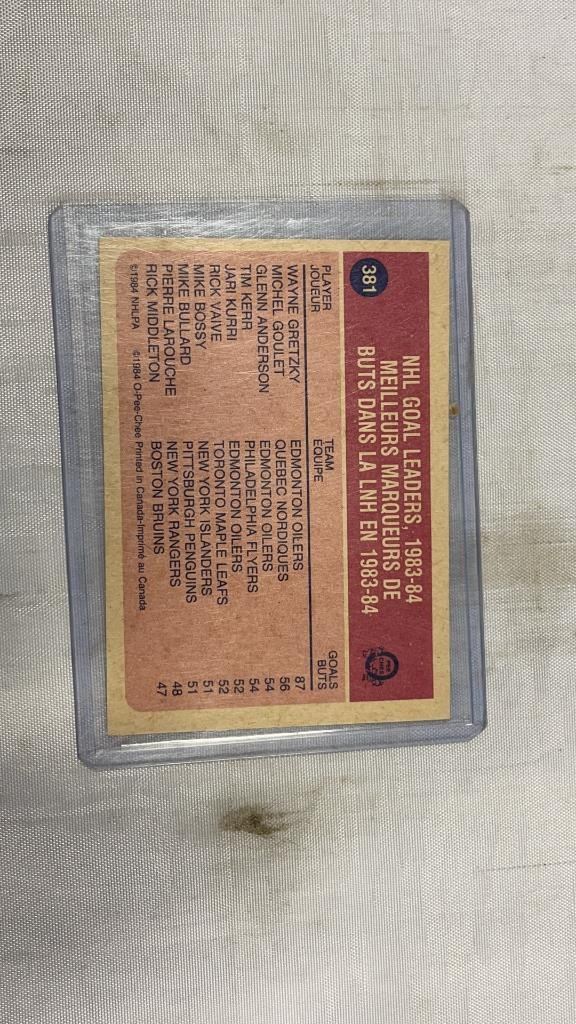 381
NHL GOAL LEADERS, 1983-84
MEILLEURS MARQUEURS DE
BUTS DANS LA LNH EN 1983-84
O PEE CHEE
PLAYER TEAM GOALS
JOUEUR ÉQUIPE BUTS
WAYNE GRETZKY EDMONTON OILERS 87
MICHEL GOULET QUEBEC NORDIQUES 56
GLENN ANDERSON EDMONTON OILERS 54
TIM KERR PHILADELPHIA FLYERS 54
JARI KURRI EDMONTON OILERS 52
RICK VAIVE TORONTO MAPLE LEAFS 52
MIKE BOSSY NEW YORK ISLANDERS 51
MIKE BULLARD PITTSBURGH PENGUINS 51
PIERRE LAROUCHE NEW YORK RANGERS 48
RICK MIDDLETON BOSTON BRUINS 47
©1984 NHLPA ©1984 O-Pee-Chee Printed in Canada-Imprimé au Canada